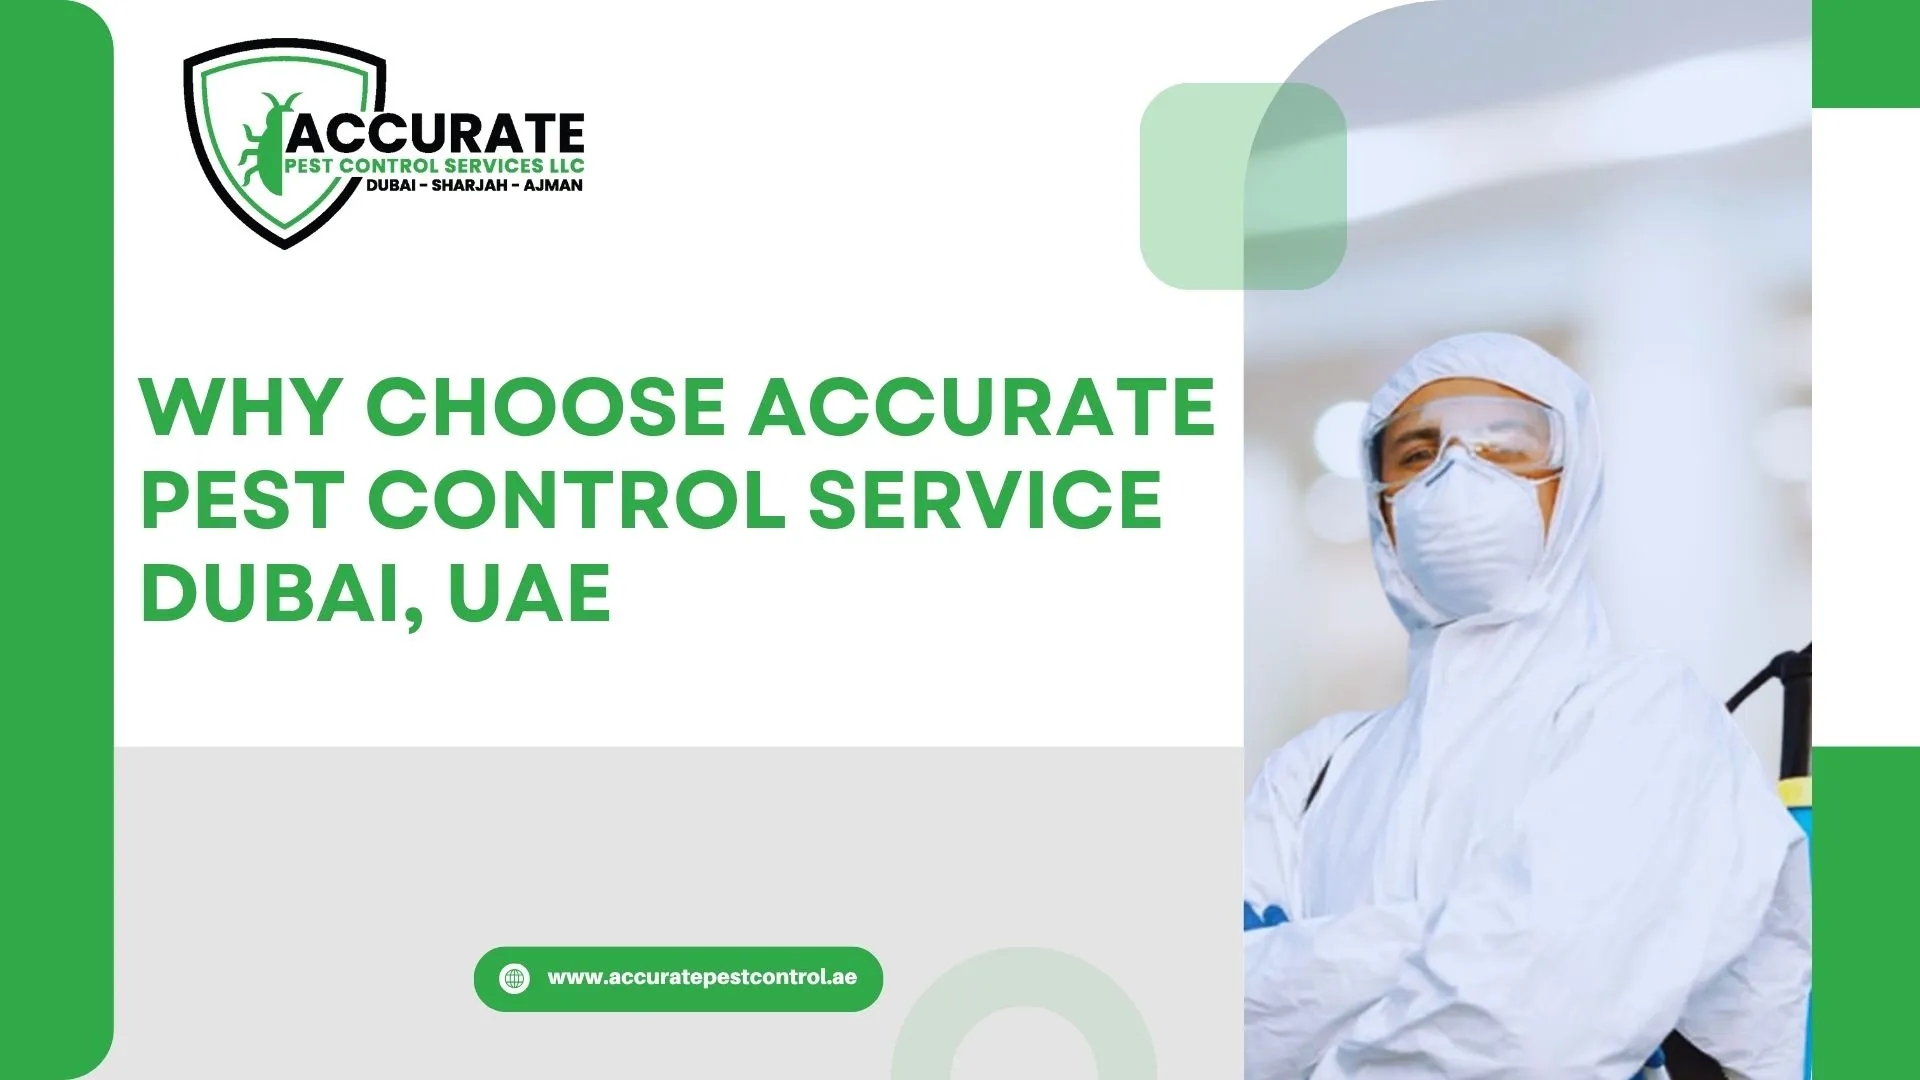 ACCURATE
PEST CONTROL SERVICES LLC
DUBAI - SHARJAH - AJMAN
WHY CHOOSE ACCURATE
PEST CONTROL SERVICE
DUBAI, UAE
www.accuratepestcontrol.ae